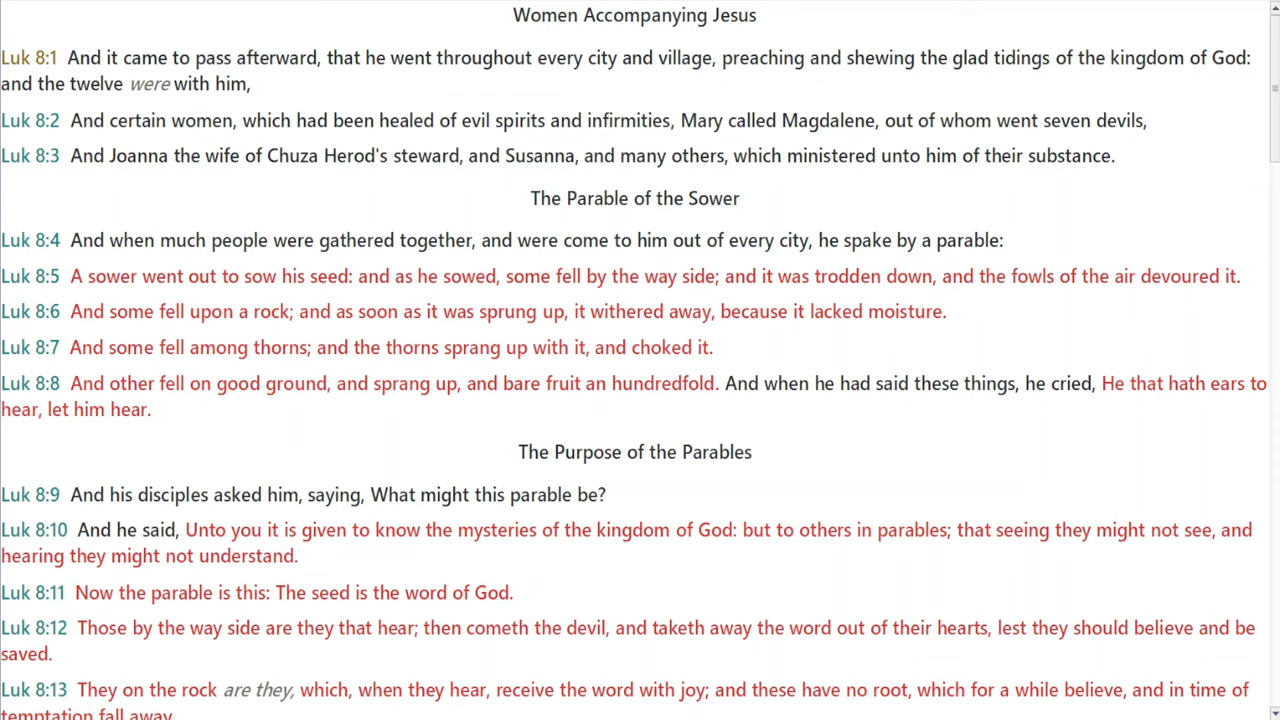 Women Accompanying Jesus
Luk 8:1 And it came to pass afterward, that he went throughout every city and village, preaching and shewing the glad tidings of the kingdom of God:
and the twelve were with him,
Luk 8:2 And certain women, which had been healed of evil spirits and infirmities, Mary called Magdalene, out of whom went seven devils,
Luk 8:3 And Joanna the wife of Chuza Herod's steward, and Susanna, and many others, which ministered unto him of their substance.
The Parable of the Sower
Luk 8:4 And when much people were gathered together, and were come to him out of every city, he spake by a parable:
Luk 8:5 A sower went out to sow his seed: and as he sowed, some fell by the way side; and it was trodden down, and the fowls of the air devoured it.
Luk 8:6 And some fell upon a rock; and as soon as it was sprung up, it withered away, because it lacked moisture.
Luk 8:7 And some fell among thorns; and the thorns sprang up with it, and choked it.
Luk 8:8 And other fell on good ground, and sprang up, and bare fruit an hundredfold. And when he had said these things, he cried, He that hath ears to
hear, let him hear.
The Purpose of the Parables
Luk 8:9 And his disciples asked him, saying, What might this parable be?
Luk 8:10 And he said, Unto you it is given to know the mysteries of the kingdom of God: but to others in parables; that seeing they might not see, and
hearing they might not understand.
Luk 8:11 Now the parable is this: The seed is the word of God.
Luk 8:12 Those by the way side are they that hear; then cometh the devil, and taketh away the word out of their hearts, lest they should believe and be
saved.
Luk 8:13 They on the rock are they, which, when they hear, receive the word with joy; and these have no root, which for a while believe, and in time of
temptation fall away.